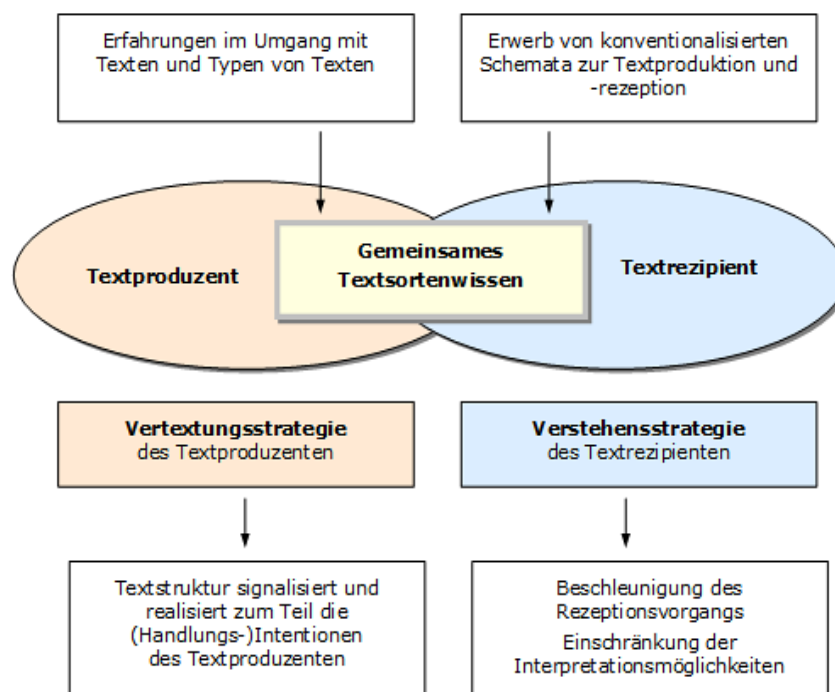 Erfahrungen im Umgang mit
Texten und Typen von Texten
Erwerb von konventionalisierten
Schemata zur Textproduktion und
-rezeption
Textproduzent
Gemeinsames
Textsortenwissen
Textrezipient
Vertextungsstrategie
des Textproduzenten
Verstehensstrategie
des Textrezipienten
Textstruktur signalisiert und
realisiert zum Teil die
(Handlungs-)Intentionen
des Textproduzenten
Beschleunigung des
Rezeptionsvorgangs
Einschränkung der
Interpretationsmöglichkeiten